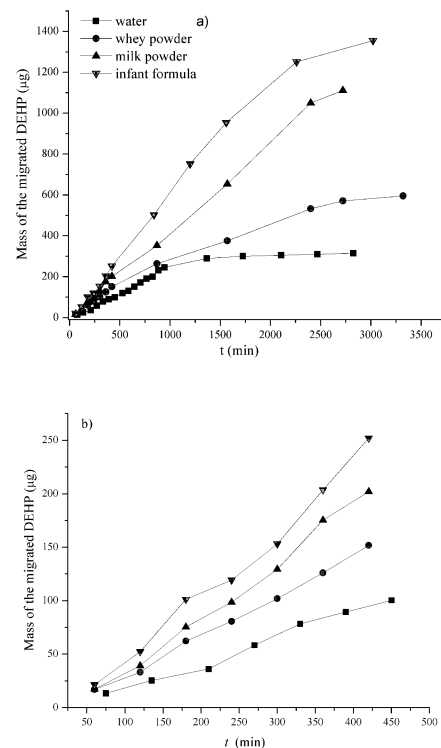 water
a)
whey powder
milk powder
infant formula
Mass of the migrated DEHP (μg)
1400
1200
1000
800
600
400
200
0
0 500 1000 1500 2000 2500 3000 3500
t (min)
b)
Mass of the migrated DEHP (μg)
250
200
150
100
50
0
50 100 150 200 250 300 350 400 450 500
t (min)